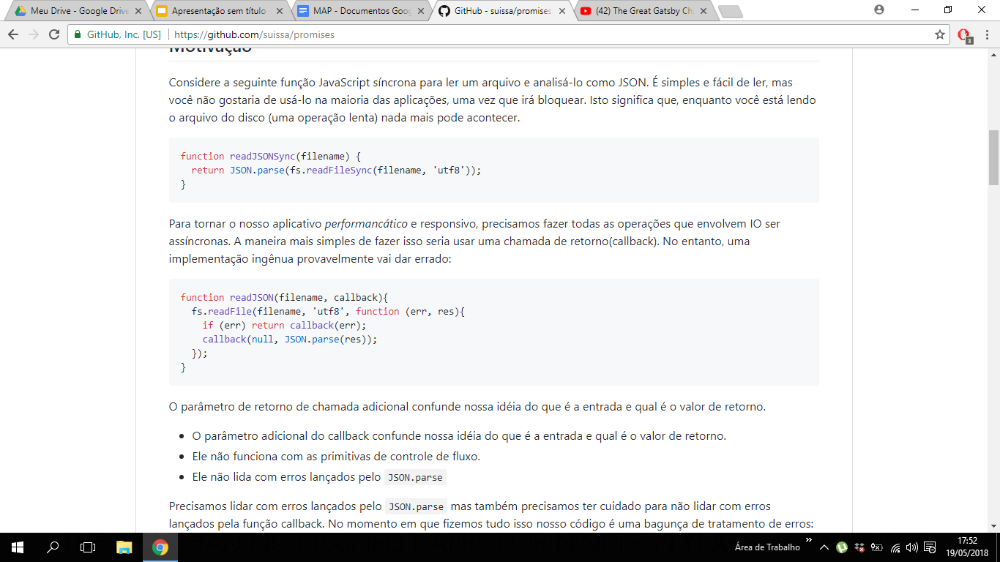 Meu Drive - Google Drive
Apresentação sem título
MAP - Documentos Goog
GitHub - suissa/promises
(42) The Great Gatsby Ch
GitHub, Inc. [US]
https://github.com/suissa/promises
3
Motivação
Considere a seguinte função JavaScript síncrona para ler um arquivo e analisá-lo como JSON. É simples e fácil de ler, mas
você não gostaria de usá-lo na maioria das aplicações, uma vez que irá bloquear. Isto significa que, enquanto você está lendo
o arquivo do disco (uma operação lenta) nada mais pode acontecer.
function readJSONSync(filename) {
  return JSON.parse(fs.readFileSync(filename, 'utf8'));
}
Para tornar o nosso aplicativo performancático e responsivo, precisamos fazer todas as operações que envolvem IO ser
assíncronas. A maneira mais simples de fazer isso seria usar uma chamada de retorno(callback). No entanto, uma
implementação ingênua provavelmente vai dar errado:
function readJSON(filename, callback){
  fs.readFile(filename, 'utf8', function (err, res){
    if (err) return callback(err);
    callback(null, JSON.parse(res));
  });
}
O parâmetro de retorno de chamada adicional confunde nossa idéia do que é a entrada e qual é o valor de retorno.
• O parâmetro adicional do callback confunde nossa idéia do que é a entrada e qual é o valor de retorno.
• Ele não funciona com as primitivas de controle de fluxo.
• Ele não lida com erros lançados pelo JSON.parse
Precisamos lidar com erros lançados pelo JSON.parse mas também precisamos ter cuidado para não lidar com erros
lançados pela função callback. No momento em que fizemos tudo isso nosso código é uma bagunça de tratamento de erros:
Área de Trabalho
17:52
19/05/2018